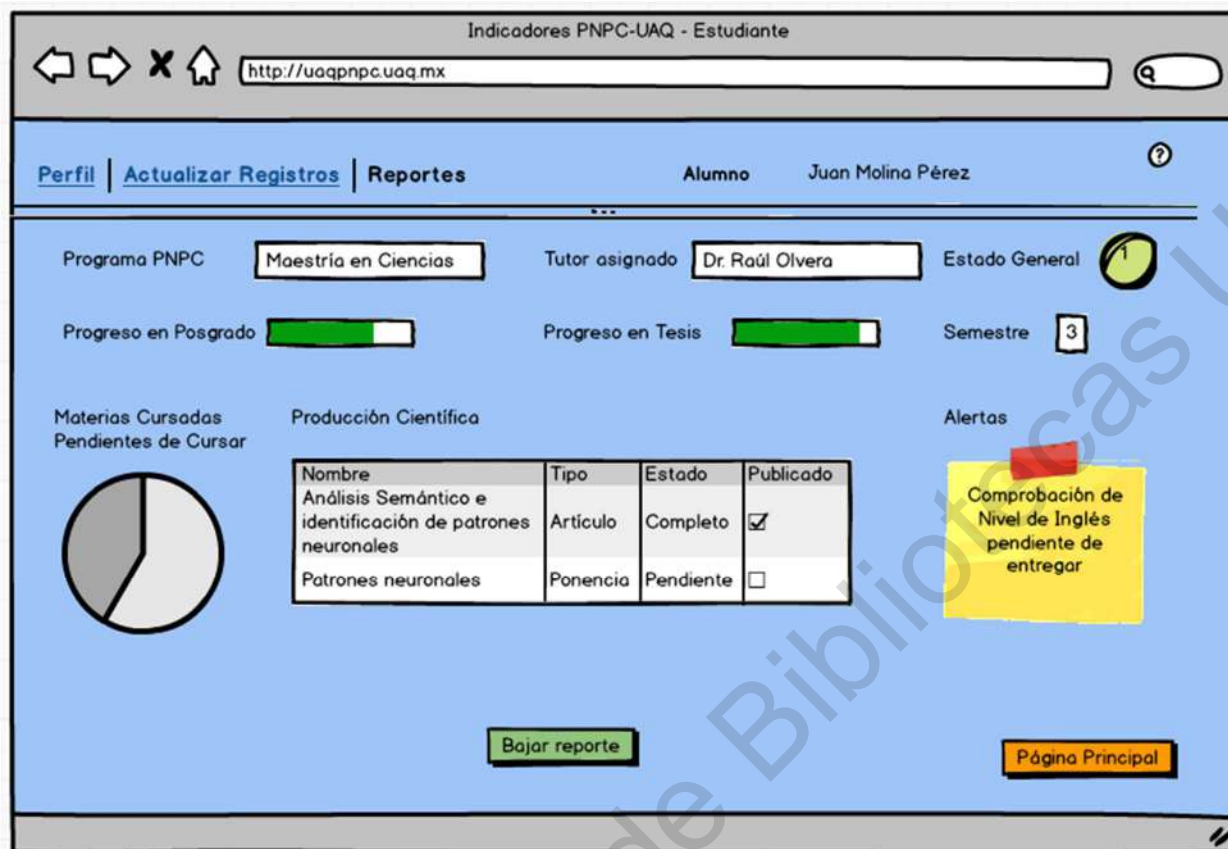 Indicadores PNPC-UAQ - Estudiante
http://uaqpnpc.uaq.mx
Perfil | Actualizar Registros | Reportes
Alumno Juan Molina Pérez
?
Programa PNPC Maestría en Ciencias
Tutor asignado Dr. Raúl Olvera
Estado General 1
Progreso en Posgrado
Progreso en Tesis
Semestre 3
Materias Cursadas
Pendientes de Cursar
Producción Científica
Nombre Tipo Estado Publicado
Análisis Semántico e
identificación de patrones
neuronales
Artículo Completo
Patrones neuronales Ponencia Pendiente
Alertas
Comprobación de
Nivel de Inglés
pendiente de
entregar
Bajar reporte
Página Principal
de Bibliotecas